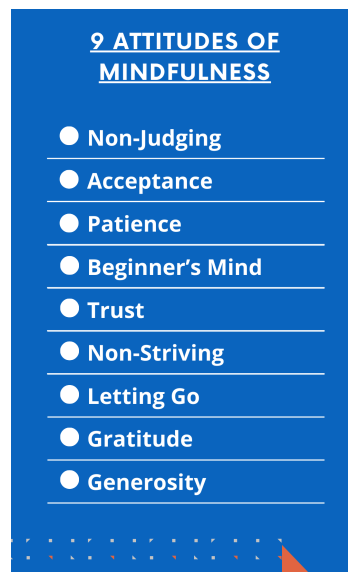 9 ATTITUDES OF
MINDFULNESS
Non-Judging
Acceptance
Patience
Beginner’s Mind
Trust
Non-Striving
Letting Go
Gratitude
Generosity